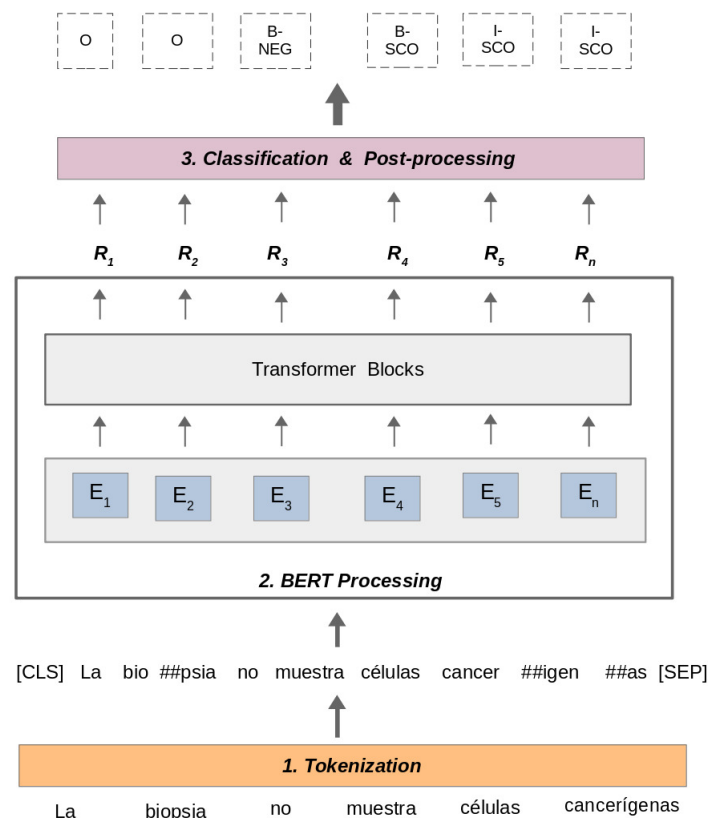 O O B-NEG B-SCO I-SCO I-SCO
3. Classification & Post-processing
R1 R2 R3 R4 R5 Rn
Transformer Blocks
E1 E2 E3 E4 E5 En
2. BERT Processing
[CLS] La bio ##psia no muestra células cancer ##igen ##as [SEP]
1. Tokenization
La biopsia no muestra células cancerígenas